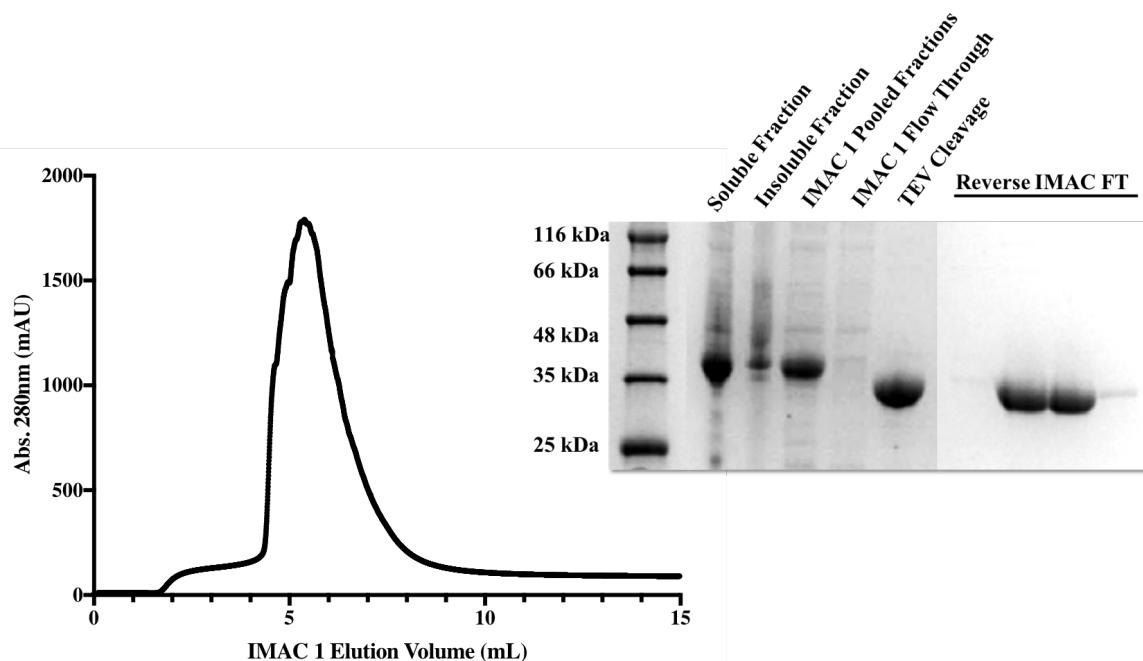 Soluble Fraction
Insoluble Fraction
IMAC 1 Pooled Fractions
IMAC 1 Flow Through
TEV Cleavage
Reverse IMAC FT
116 kDa
66 kDa
48 kDa
35 kDa
25 kDa
2000
1500
1000
500
0
Abs. 280nm (mAU)
0
5
10
15
IMAC 1 Elution Volume (mL)